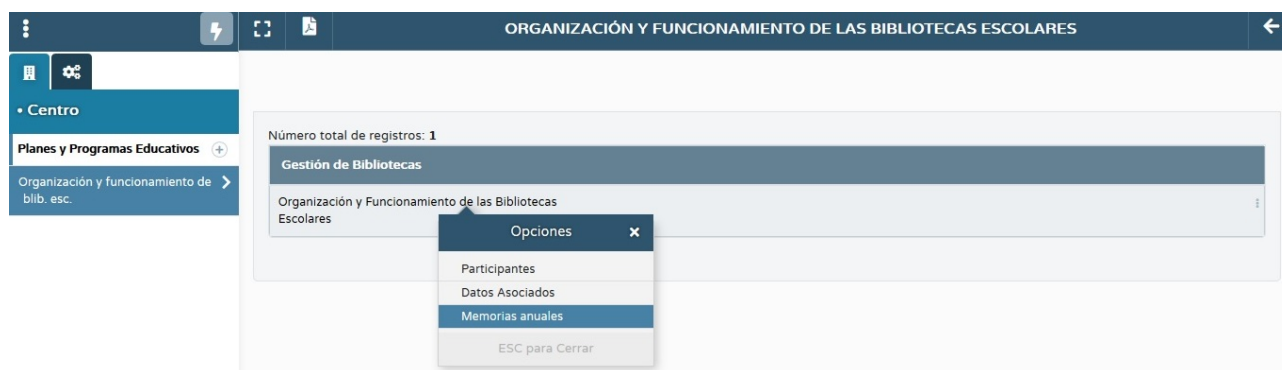 ORGANIZACIÓN Y FUNCIONAMIENTO DE LAS BIBLIOTECAS ESCOLARES
• Centro
Planes y Programas Educativos
Organización y funcionamiento de
blib. esc.
Número total de registros: 1
Gestión de Bibliotecas
Organización y Funcionamiento de las Bibliotecas
Escolares
Opciones
Participantes
Datos Asociados
Memorias anuales
ESC para Cerrar